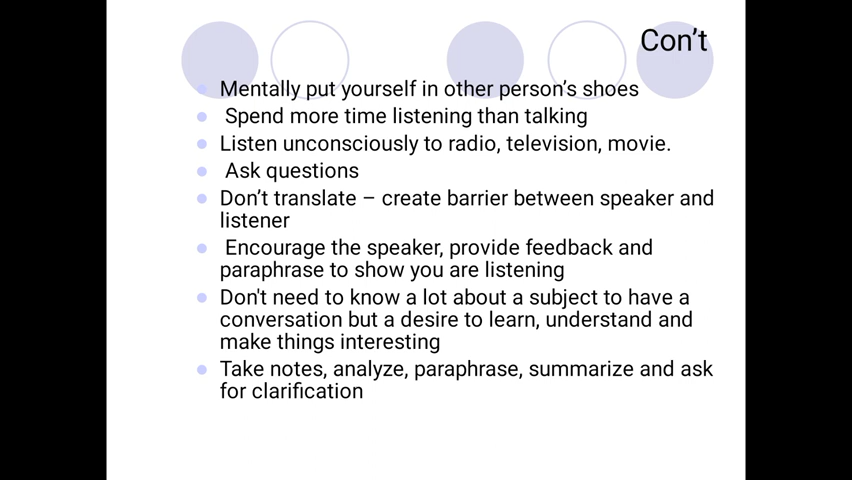 Con’t
Mentally put yourself in other person’s shoes
Spend more time listening than talking
Listen unconsciously to radio, television, movie.
Ask questions
Don’t translate – create barrier between speaker and
listener
Encourage the speaker, provide feedback and
paraphrase to show you are listening
Don't need to know a lot about a subject to have a
conversation but a desire to learn, understand and
make things interesting
Take notes, analyze, paraphrase, summarize and ask
for clarification